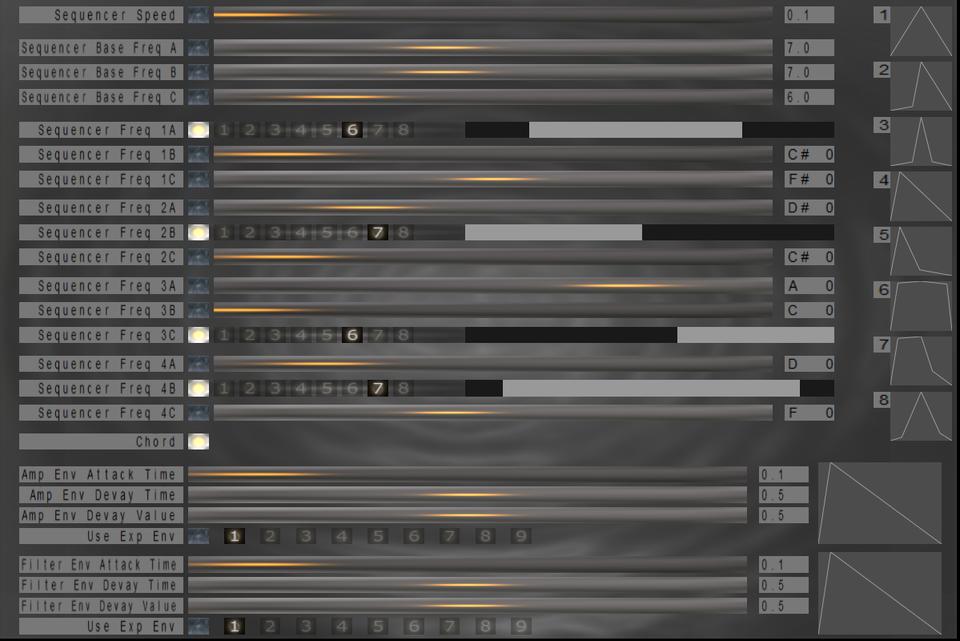 Sequencer Speed 0.1 1
Sequencer Base Freq A 7.0
Sequencer Base Freq B 7.0 2
Sequencer Base Freq C 6.0
Sequencer Freq 1A 1 2 3 4 5 6 7 8 3
Sequencer Freq 1B C# 0
Sequencer Freq 1C F# 0 4
Sequencer Freq 2A D# 0
Sequencer Freq 2B 1 2 3 4 5 6 7 8 5
Sequencer Freq 2C C# 0
Sequencer Freq 3A A 0 6
Sequencer Freq 3B C 0
Sequencer Freq 3C 1 2 3 4 5 6 7 8 7
Sequencer Freq 4A D 0
Sequencer Freq 4B 1 2 3 4 5 6 7 8 8
Sequencer Freq 4C F 0
Chord
Amp Env Attack Time 0.1
Amp Env Devay Time 0.5
Amp Env Devay Value 0.5
Use Exp Env 1 2 3 4 5 6 7 8 9
Filter Env Attack Time 0.1
Filter Env Devay Time 0.5
Filter Env Devay Value 0.5
Use Exp Env 1 2 3 4 5 6 7 8 9